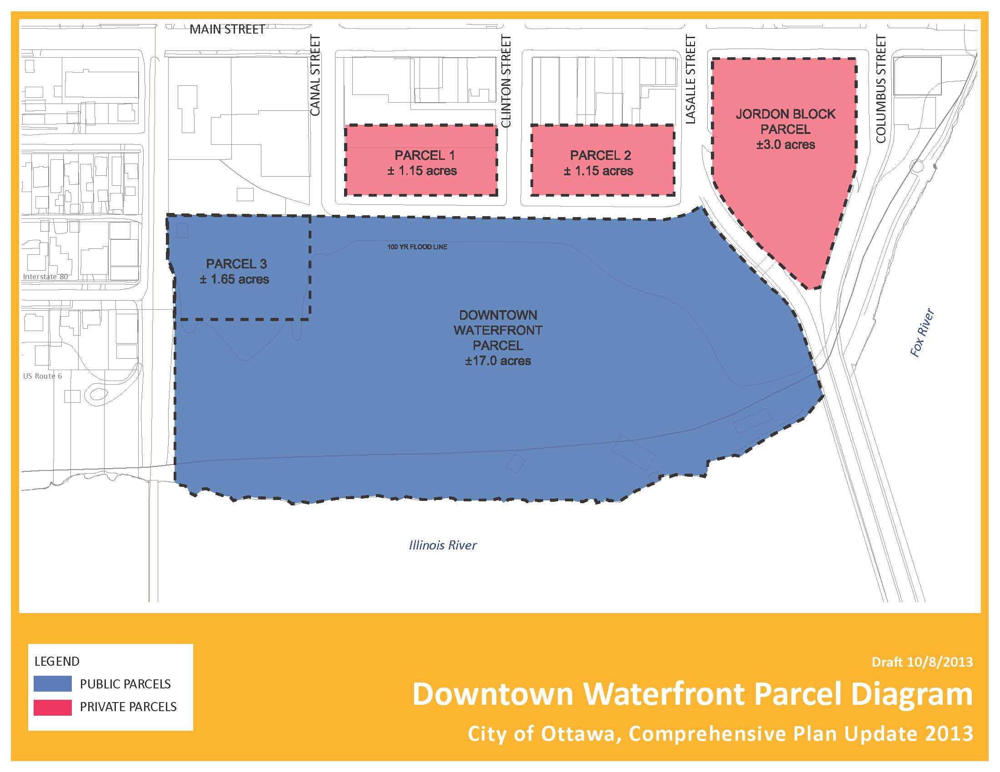 MAIN STREET
CANAL STREET
CLINTON STREET
LASALLE STREET
COLUMBUS STREET
JORDON BLOCK
PARCEL
±3.0 acres
PARCEL 1
± 1.15 acres
PARCEL 2
± 1.15 acres
100 YR FLOOD LINE
PARCEL 3
± 1.65 acres
Interstate 80
DOWNTOWN
WATERFRONT
PARCEL
±17.0 acres
Fox River
US Route 6
Illinois River
LEGEND
PUBLIC PARCELS
PRIVATE PARCELS
Draft 10/8/2013
Downtown Waterfront Parcel Diagram
City of Ottawa, Comprehensive Plan Update 2013